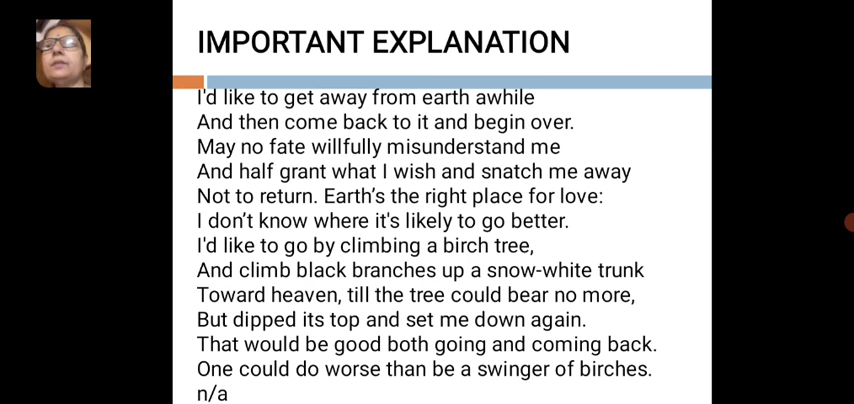 IMPORTANT EXPLANATION
I'd like to get away from earth awhile
And then come back to it and begin over.
May no fate willfully misunderstand me
And half grant what I wish and snatch me away
Not to return. Earth’s the right place for love:
I don’t know where it's likely to go better.
I'd like to go by climbing a birch tree,
And climb black branches up a snow-white trunk
Toward heaven, till the tree could bear no more,
But dipped its top and set me down again.
That would be good both going and coming back.
One could do worse than be a swinger of birches.
n/a